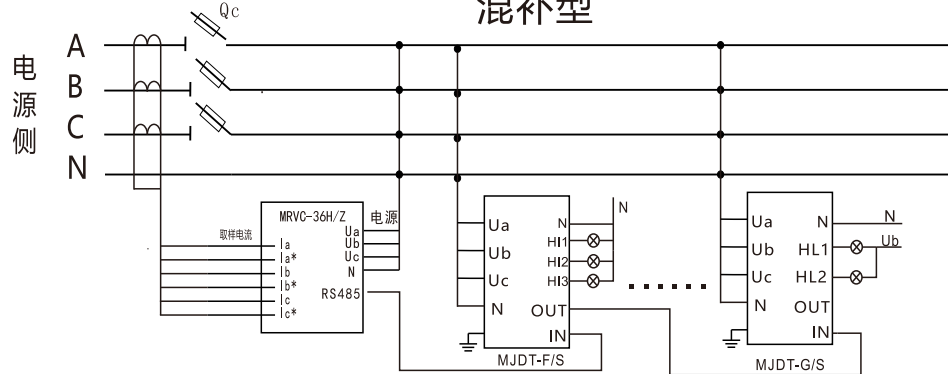 混补型
Qc
电源侧
A
B
C
N
MRVC-36H/Z
取样电流
电源
Ia
Ia*
Ib
Ib*
Ic
Ic*
Ua
Ub
Uc
N
RS485
Ua
Ub
Uc
N
N
HI1
HI2
HI3
OUT
IN
N
MJDT-F/S
Ua
Ub
Uc
N
N
HL1
HL2
OUT
IN
N
Ub
MJDT-G/S